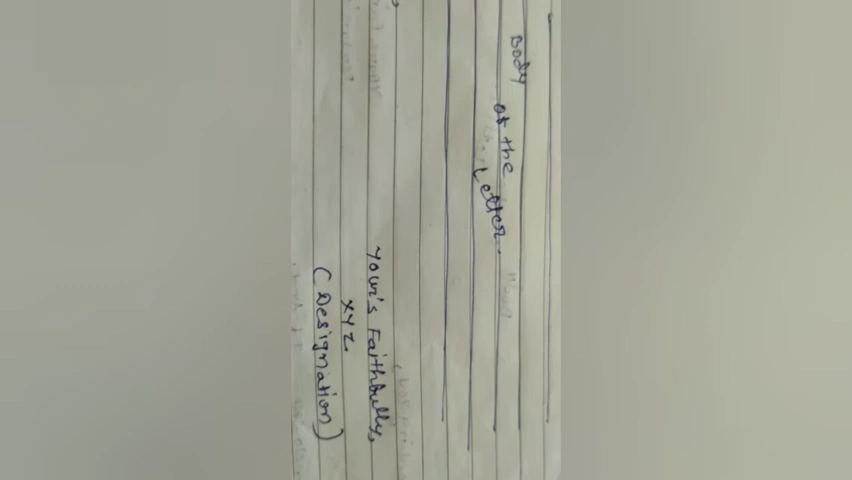 Body of the Letter.
Your's Faithfully,
XYZ
(Designation)